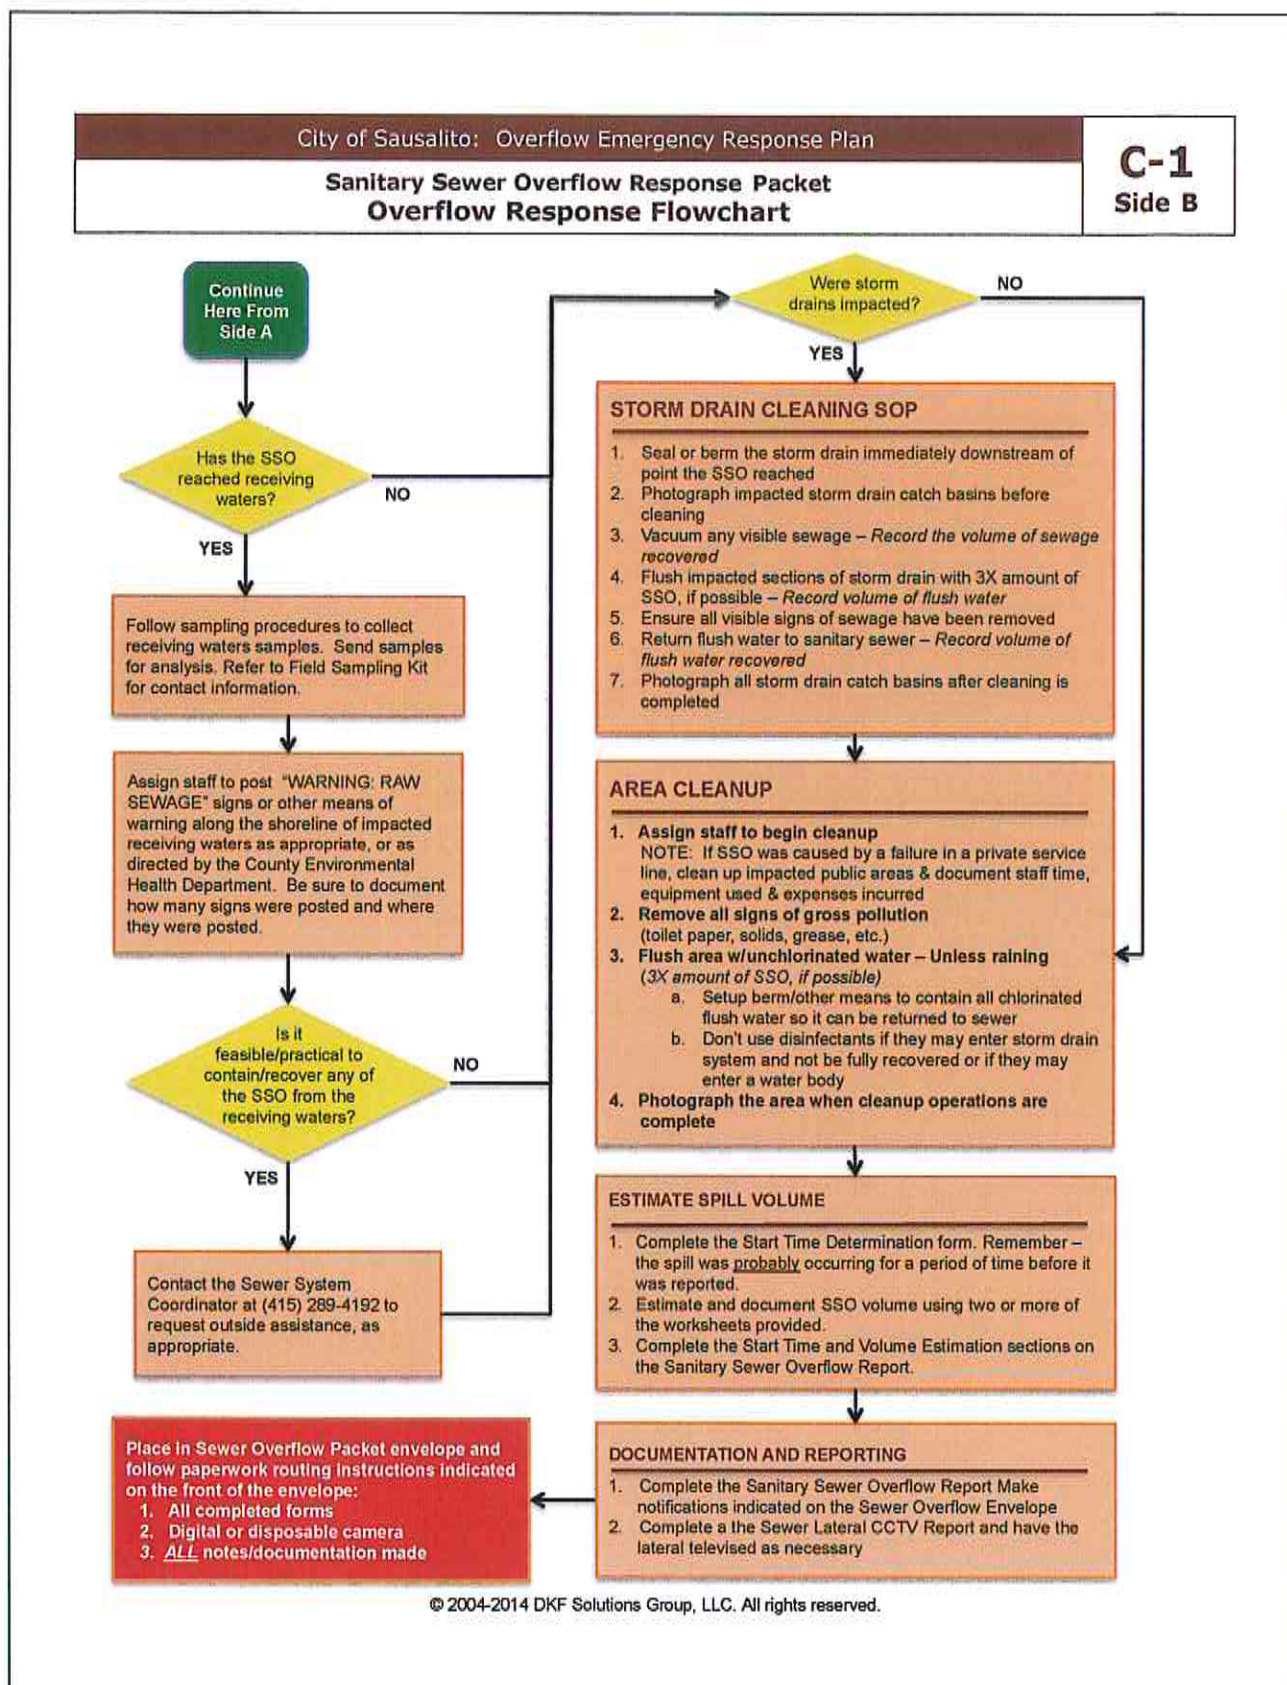 City of Sausalito: Overflow Emergency Response Plan
Sanitary Sewer Overflow Response Packet
Overflow Response Flowchart
C-1
Side B
Continue
Here From
Side A
Has the SSO
reached receiving
waters?
NO
YES
Follow sampling procedures to collect
receiving waters samples. Send samples
for analysis. Refer to Field Sampling Kit
for contact information.
Assign staff to post "WARNING: RAW
SEWAGE" signs or other means of
warning along the shoreline of impacted
receiving waters as appropriate, or as
directed by the County Environmental
Health Department. Be sure to document
how many signs were posted and where
they were posted.
Is it
feasible/practical to
contain/recover any of
the SSO from the
receiving waters?
NO
YES
Contact the Sewer System
Coordinator at (415) 289-4192 to
request outside assistance, as
appropriate.
Were storm
drains impacted?
NO
YES
STORM DRAIN CLEANING SOP
1. Seal or berm the storm drain immediately downstream of
point the SSO reached
2. Photograph impacted storm drain catch basins before
cleaning
3. Vacuum any visible sewage – Record the volume of sewage
recovered
4. Flush impacted sections of storm drain with 3X amount of
SSO, if possible – Record volume of flush water
5. Ensure all visible signs of sewage have been removed
6. Return flush water to sanitary sewer – Record volume of
flush water recovered
7. Photograph all storm drain catch basins after cleaning is
completed
AREA CLEANUP
1. Assign staff to begin cleanup
NOTE: If SSO was caused by a failure in a private service
line, clean up impacted public areas & document staff time,
equipment used & expenses incurred
2. Remove all signs of gross pollution
(toilet paper, solids, grease, etc.)
3. Flush area w/unchlorinated water – Unless raining
(3X amount of SSO, if possible)
a. Setup berm/other means to contain all chlorinated
flush water so it can be returned to sewer
b. Don't use disinfectants if they may enter storm drain
system and not be fully recovered or if they may
enter a water body
4. Photograph the area when cleanup operations are
complete
ESTIMATE SPILL VOLUME
1. Complete the Start Time Determination form. Remember –
the spill was probably occurring for a period of time before it
was reported.
2. Estimate and document SSO volume using two or more of
the worksheets provided.
3. Complete the Start Time and Volume Estimation sections on
the Sanitary Sewer Overflow Report.
DOCUMENTATION AND REPORTING
1. Complete the Sanitary Sewer Overflow Report Make
notifications indicated on the Sewer Overflow Envelope
2. Complete a the Sewer Lateral CCTV Report and have the
lateral televised as necessary
Place in Sewer Overflow Packet envelope and
follow paperwork routing instructions indicated
on the front of the envelope:
1. All completed forms
2. Digital or disposable camera
3. ALL notes/documentation made
© 2004-2014 DKF Solutions Group, LLC. All rights reserved.